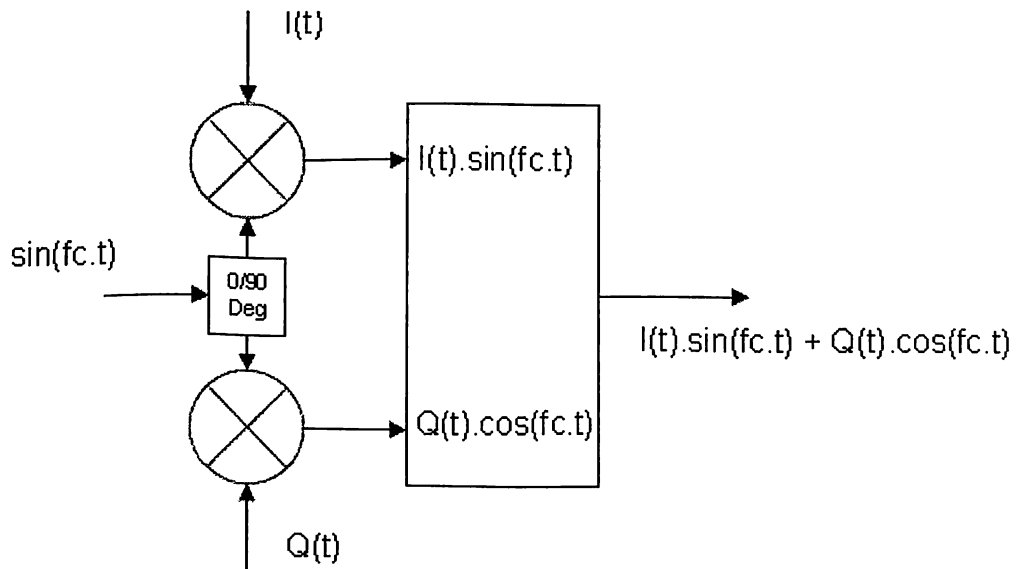 I(t)
I(t).sin(fc.t)
sin(fc.t)
0/90
Deg
I(t).sin(fc.t) + Q(t).cos(fc.t)
Q(t).cos(fc.t)
Q(t)